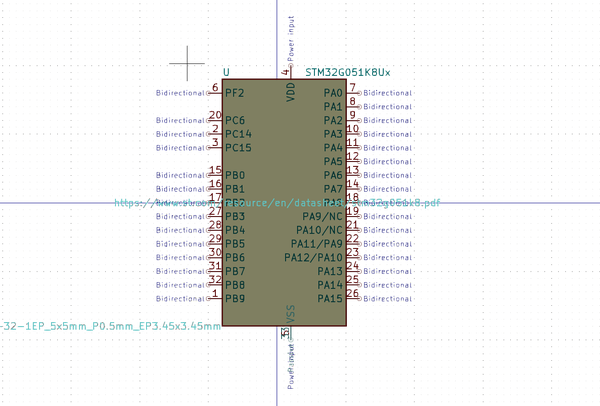 Power input
4
U STM32G051K8Ux
VDD
Bidirectional 6 PF2 PA0 7 Bidirectional
PA1 8 Bidirectional
Bidirectional 20 PC6 PA2 9 Bidirectional
Bidirectional 2 PC14 PA3 10 Bidirectional
Bidirectional 3 PC15 PA4 11 Bidirectional
PA5 12 Bidirectional
Bidirectional 15 PB0 PA6 13 Bidirectional
Bidirectional 16 PB1 PA7 14 Bidirectional
17
Bidirectional 27 PB3 PA9/NC 19 Bidirectional
Bidirectional 28 PB4 PA10/NC 21 Bidirectional
Bidirectional 29 PB5 PA11/PA9 22 Bidirectional
Bidirectional 30 PB6 PA12/PA10 23 Bidirectional
Bidirectional 31 PB7 PA13 24 Bidirectional
Bidirectional 32 PB8 PA14 25 Bidirectional
Bidirectional 1 PB9 PA15 26 Bidirectional
VSS
-32-1EP_5x5mm_P0.5mm_EP3.45x3.45mm